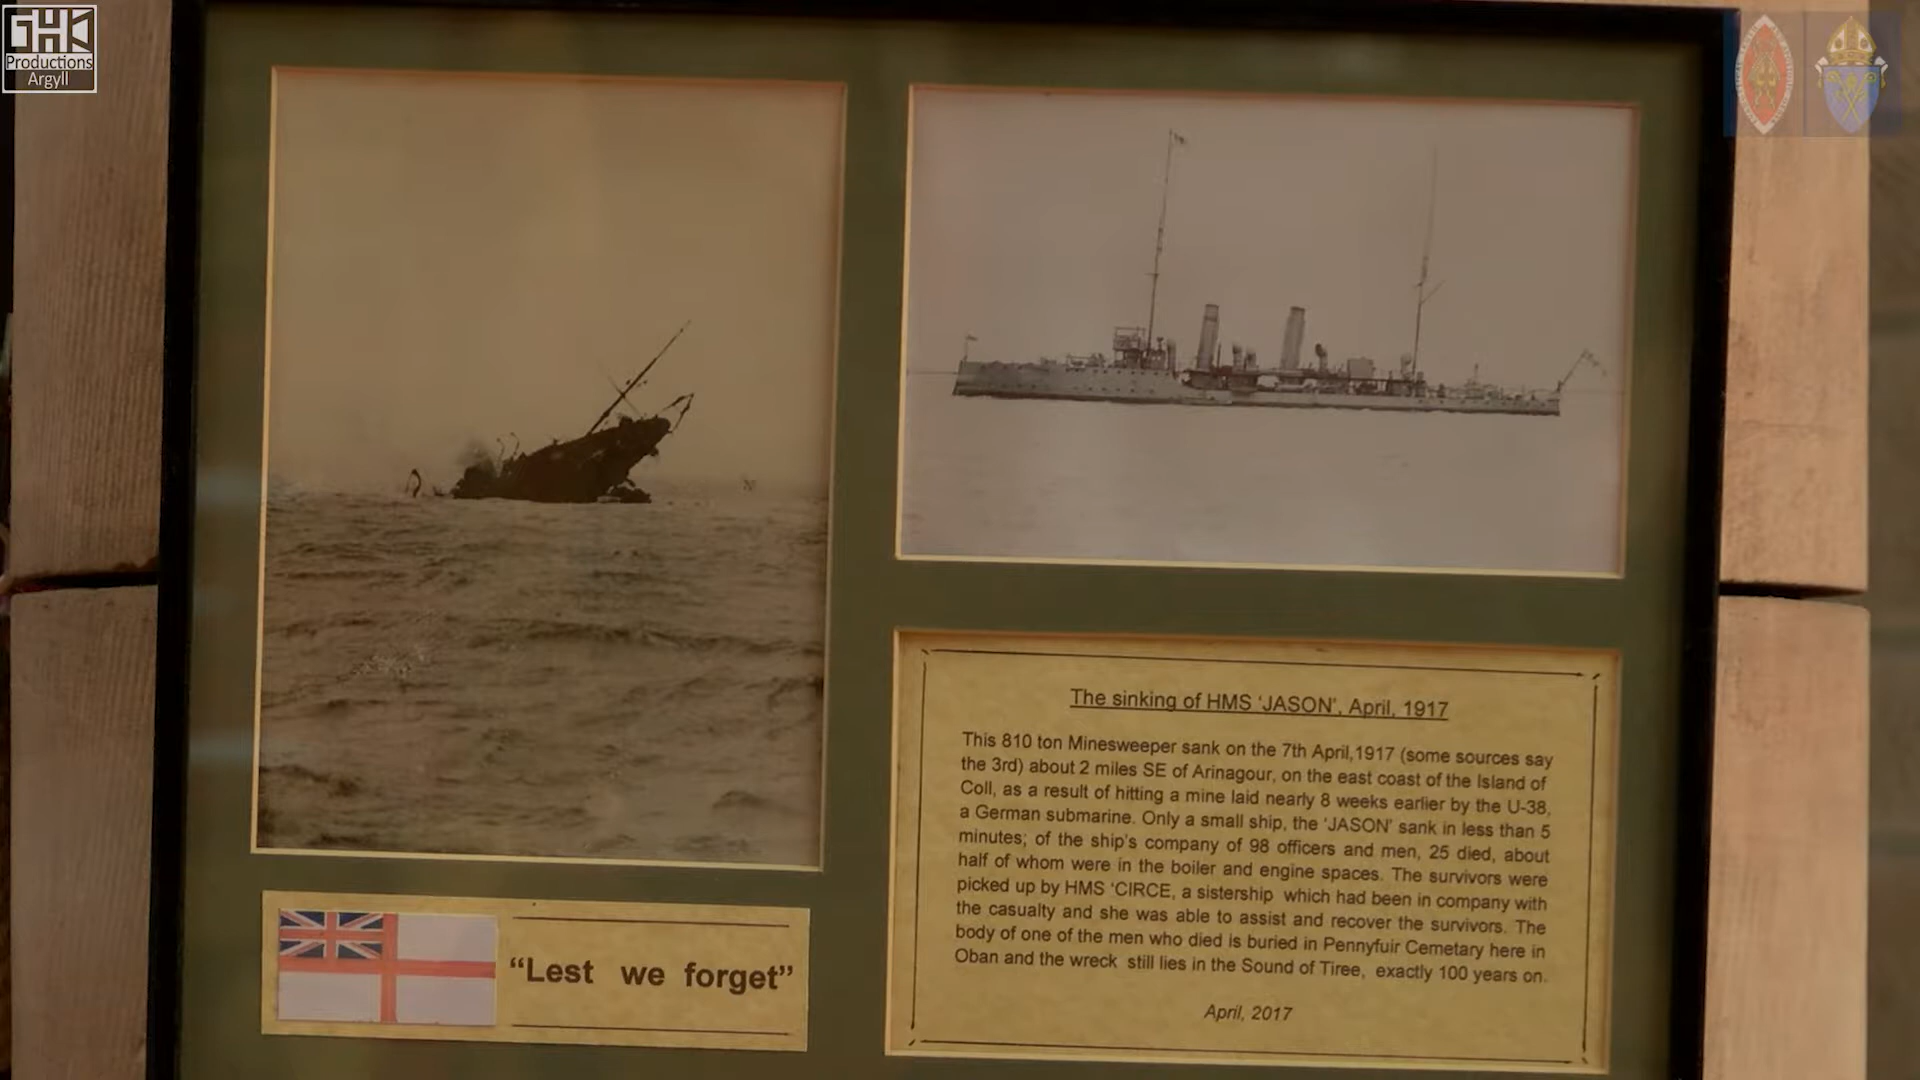 GHK
Productions
Argyll
The sinking of HMS ‘JASON’, April, 1917
This 810 ton Minesweeper sank on the 7th April,1917 (some sources say
the 3rd) about 2 miles SE of Arinagour, on the east coast of the Island of
Coll, as a result of hitting a mine laid nearly 8 weeks earlier by the U-38,
a German submarine. Only a small ship, the ‘JASON’ sank in less than 5
minutes; of the ship’s company of 98 officers and men, 25 died, about
half of whom were in the boiler and engine spaces. The survivors were
picked up by HMS ‘CIRCE, a sistership which had been in company with
the casualty and she was able to assist and recover the survivors. The
body of one of the men who died is buried in Pennyfuir Cemetary here in
Oban and the wreck still lies in the Sound of Tiree, exactly 100 years on.
April, 2017
“Lest we forget”